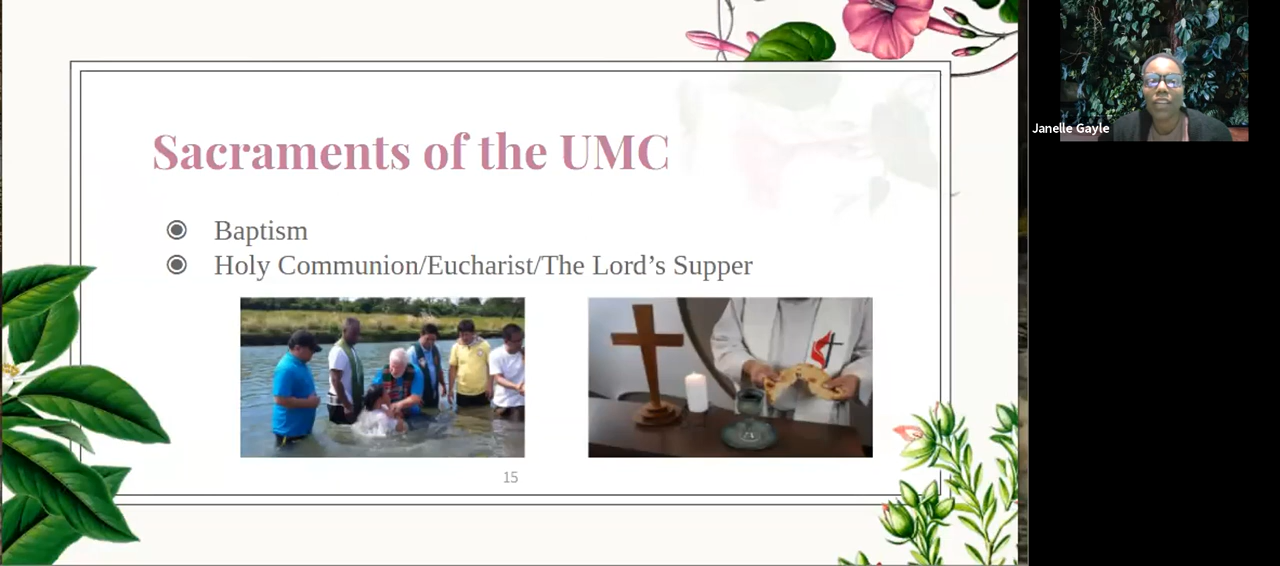 Sacraments of the UMC
Baptism
Holy Communion/Eucharist/The Lord’s Supper
15
Janelle Gayle